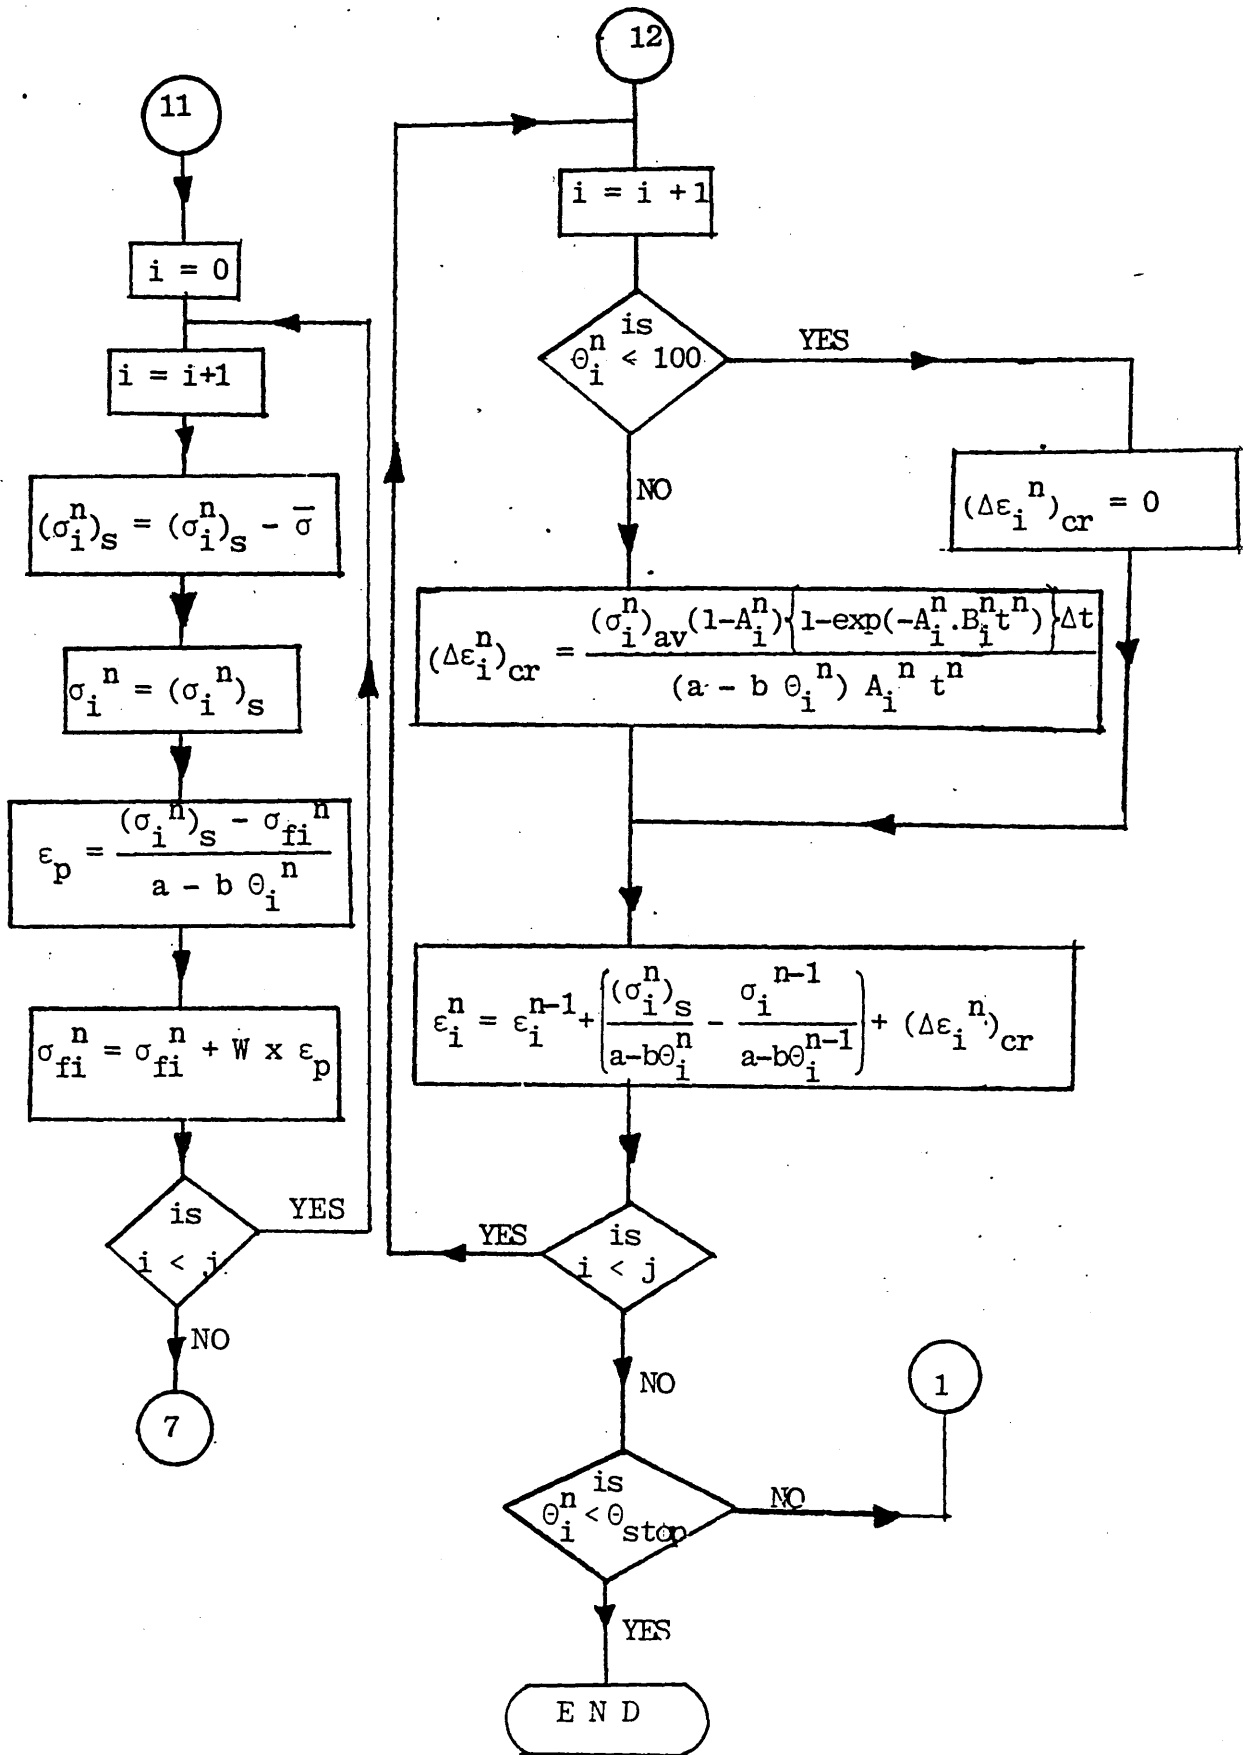 11
i = 0
i = i+1
(σ_i^n)_s = (σ_i^n)_s - σ̅
σ_i^n = (σ_i^n)_s
ε_p = ((σ_i^n)_s - σ_fi^n) / (a - b Θ_i^n)
σ_fi^n = σ_fi^n + W x ε_p
is
i < j
YES
NO
7
12
i = i + 1
is
Θ_i^n < 100
YES
NO
(Δε_i^n)_cr = 0
(Δε_i^n)_cr = ((σ_i^n)_av (1-A_i^n).{1-exp(-A_i^n.B_i^n t^n)}Δt) / ((a - b Θ_i^n) A_i^n t^n)
ε_i^n = ε_i^{n-1} + {(σ_i^n)_s / (a-bΘ_i^n) - σ_i^{n-1} / (a-bΘ_i^{n-1})} + (Δε_i^n)_cr
YES
is
i < j
NO
1
is
Θ_i^n < Θ_stop
NO
YES
E N D